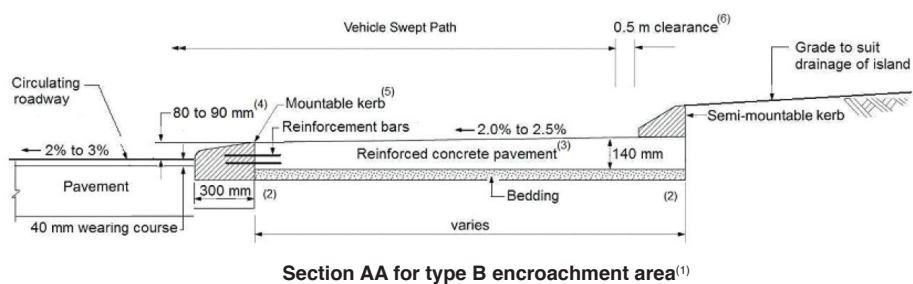 Vehicle Swept Path
0.5 m clearance(6)
Grade to suit
drainage of island
Circulating
roadway
80 to 90 mm(4)
Mountable kerb(5)
Reinforcement bars
2.0% to 2.5%
Semi-mountable kerb
2% to 3%
Reinforced concrete pavement(3)
140 mm
Pavement
300 mm
(2)
Bedding
(2)
40 mm wearing course
varies
Section AA for type B encroachment area(1)